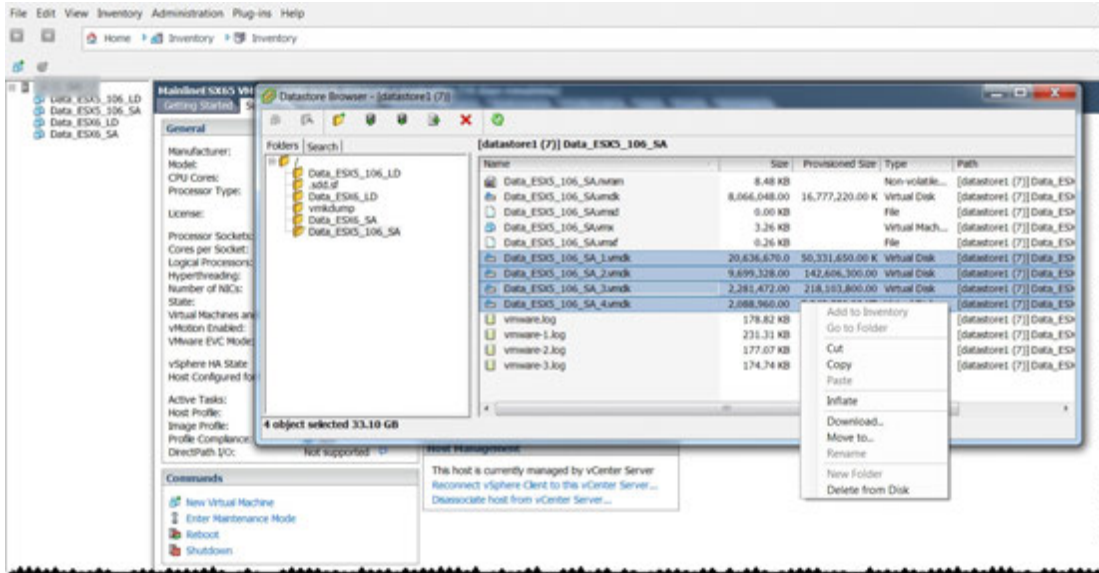 File Edit View Inventory Administration Plug-ins Help
Home Inventory Inventory
Data_ESX5_106_LD
Data_ESX5_106_SA
Data_ESX6_LD
Data_ESX6_SA
Getting Started
General
Manufacturer:
Model:
CPU Cores:
Processor Type:
License:
Processor Sockets:
Cores per Socket:
Logical Processors:
Hyperthreading:
Number of NICs:
State:
Virtual Machines an
vMotion Enabled:
VMware EVC Mode
vSphere HA State
Host Configured fo
Active Tasks:
Host Profile:
Image Profile:
Profile Compliance:
DirectPath I/O: Not supported
Commands
New Virtual Machine
Enter Maintenance Mode
Reboot
Shutdown
Host Management
This host is currently managed by vCenter Server
Reconnect vSphere Client to this vCenter Server...
Disassociate host from vCenter Server...
Datastore Browser - [datastore1 (7)]
Folders Search
/
Data_ESX5_106_LD
.sdd.sf
Data_ESX6_LD
vmkdump
Data_ESX6_SA
Data_ESX5_106_SA
[datastore1 (7)] Data_ESX5_106_SA
Name Size Provisioned Size Type Path
Data_ESX5_106_SA.nvram 8.48 KB Non-volatile... [datastore1 (7)] Data_ESX
Data_ESX5_106_SA.vmdk 8,066,048.00 16,777,220.00 K Virtual Disk [datastore1 (7)] Data_ESX
Data_ESX5_106_SA.vmsd 0.00 KB File [datastore1 (7)] Data_ESX
Data_ESX5_106_SA.vmx 3.26 KB Virtual Mach... [datastore1 (7)] Data_ESX
Data_ESX5_106_SA.vmxf 0.26 KB File [datastore1 (7)] Data_ESX
Data_ESX5_106_SA_1.vmdk 20,636,670.0 50,331,650.00 K Virtual Disk [datastore1 (7)] Data_ESX
Data_ESX5_106_SA_2.vmdk 9,699,328.00 142,606,300.00 Virtual Disk [datastore1 (7)] Data_ESX
Data_ESX5_106_SA_3.vmdk 2,281,472.00 218,103,800.00 Virtual Disk [datastore1 (7)] Data_ESX
Data_ESX5_106_SA_4.vmdk 2,088,960.00 [datastore1 (7)] Data_ESX
vmware.log 178.82 KB [datastore1 (7)] Data_ESX
vmware-1.log 231.31 KB [datastore1 (7)] Data_ESX
vmware-2.log 177.07 KB [datastore1 (7)] Data_ESX
vmware-3.log 174.74 KB [datastore1 (7)] Data_ESX
4 object selected 33.10 GB
Add to Inventory
Go to Folder
Cut
Copy
Paste
Inflate
Download...
Move to...
Rename
New Folder
Delete from Disk